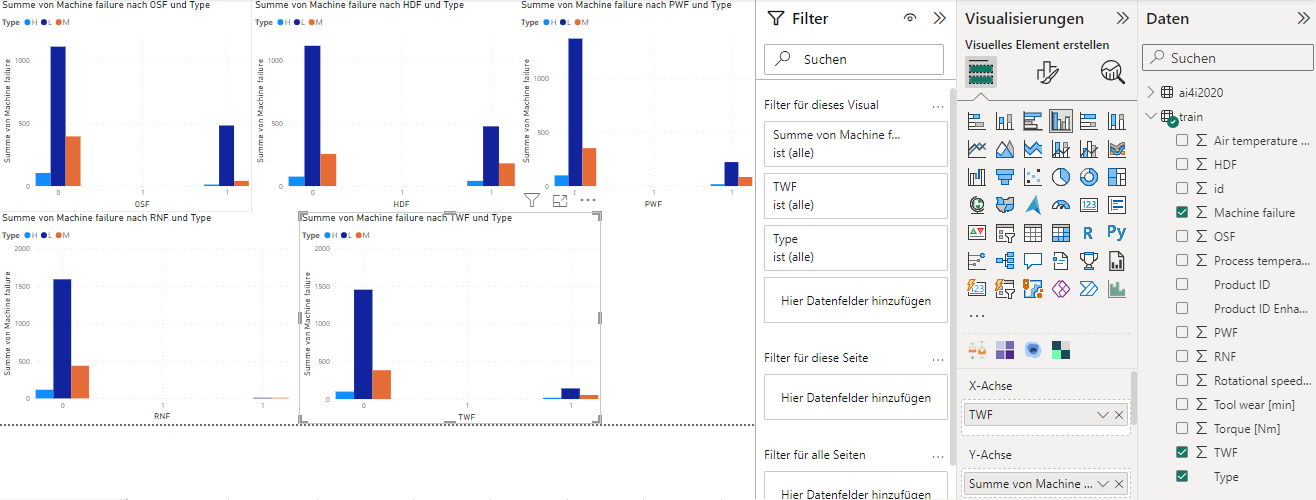 Summe von Machine failure nach OSF und Type
Type H L M
Summe von Machine failure
1000
500
0
0 1 1
OSF
Summe von Machine failure nach HDF und Type
Type H L M
Summe von Machine failure
1000
500
0
0 1 1
HDF
Summe von Machine failure nach PWF und Type
Type H L M
Summe von Machine failure
1000
500
0
0 1 1
PWF
Summe von Machine failure nach RNF und Type
Type H L M
Summe von Machine failure
2000
1500
1000
500
0
0 1 1
RNF
Summe von Machine failure nach TWF und Type
Type H L M
Summe von Machine failure
2000
1500
1000
500
0
0 1 1
TWF
Filter
Suchen
Filter für dieses Visual
Summe von Machine f...
ist (alle)
TWF
ist (alle)
Type
ist (alle)
Hier Datenfelder hinzufügen
Filter für diese Seite
Hier Datenfelder hinzufügen
Filter für alle Seiten
Hier Datenfelder hinzufügen
Visualisierungen
Visuelles Element erstellen
123
R Py
123
X-Achse
TWF
Y-Achse
Summe von Machine ...
Daten
Suchen
ai4i2020
train
Air temperature ...
HDF
id
Machine failure
OSF
Process tempera...
Product ID
Product ID Enha...
PWF
RNF
Rotational speed...
Tool wear [min]
Torque [Nm]
TWF
Type